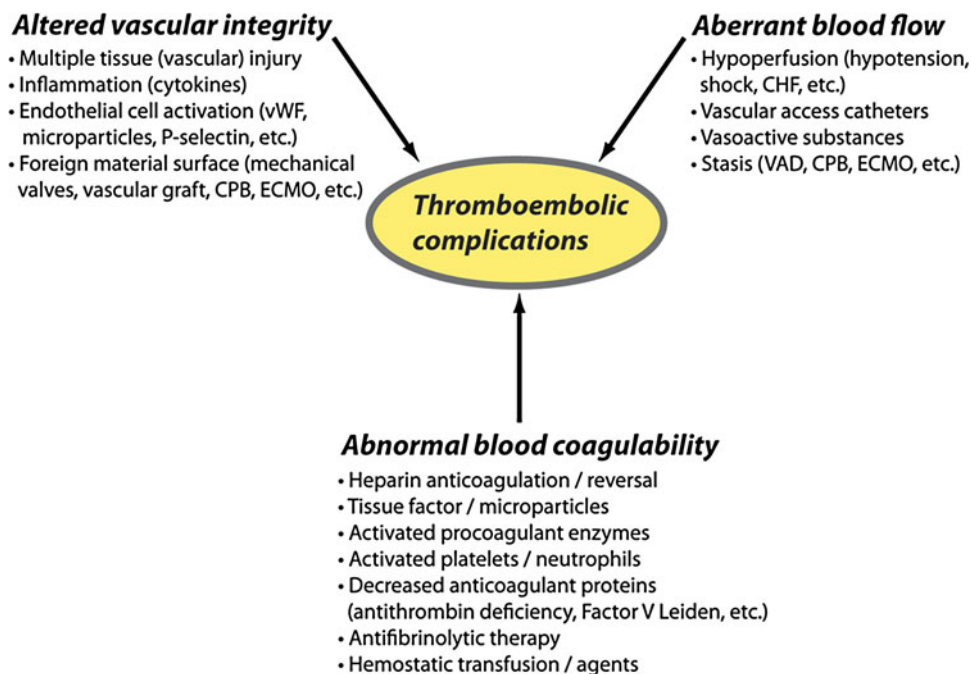 Altered vascular integrity
• Multiple tissue (vascular) injury
• Inflammation (cytokines)
• Endothelial cell activation (vWF,
microparticles, P-selectin, etc.)
• Foreign material surface (mechanical
valves, vascular graft, CPB, ECMO, etc.)
Aberrant blood flow
• Hypoperfusion (hypotension,
shock, CHF, etc.)
• Vascular access catheters
• Vasoactive substances
• Stasis (VAD, CPB, ECMO, etc.)
Thromboembolic
complications
Abnormal blood coagulability
• Heparin anticoagulation / reversal
• Tissue factor / microparticles
• Activated procoagulant enzymes
• Activated platelets / neutrophils
• Decreased anticoagulant proteins
(antithrombin deficiency, Factor V Leiden, etc.)
• Antifibrinolytic therapy
• Hemostatic transfusion / agents